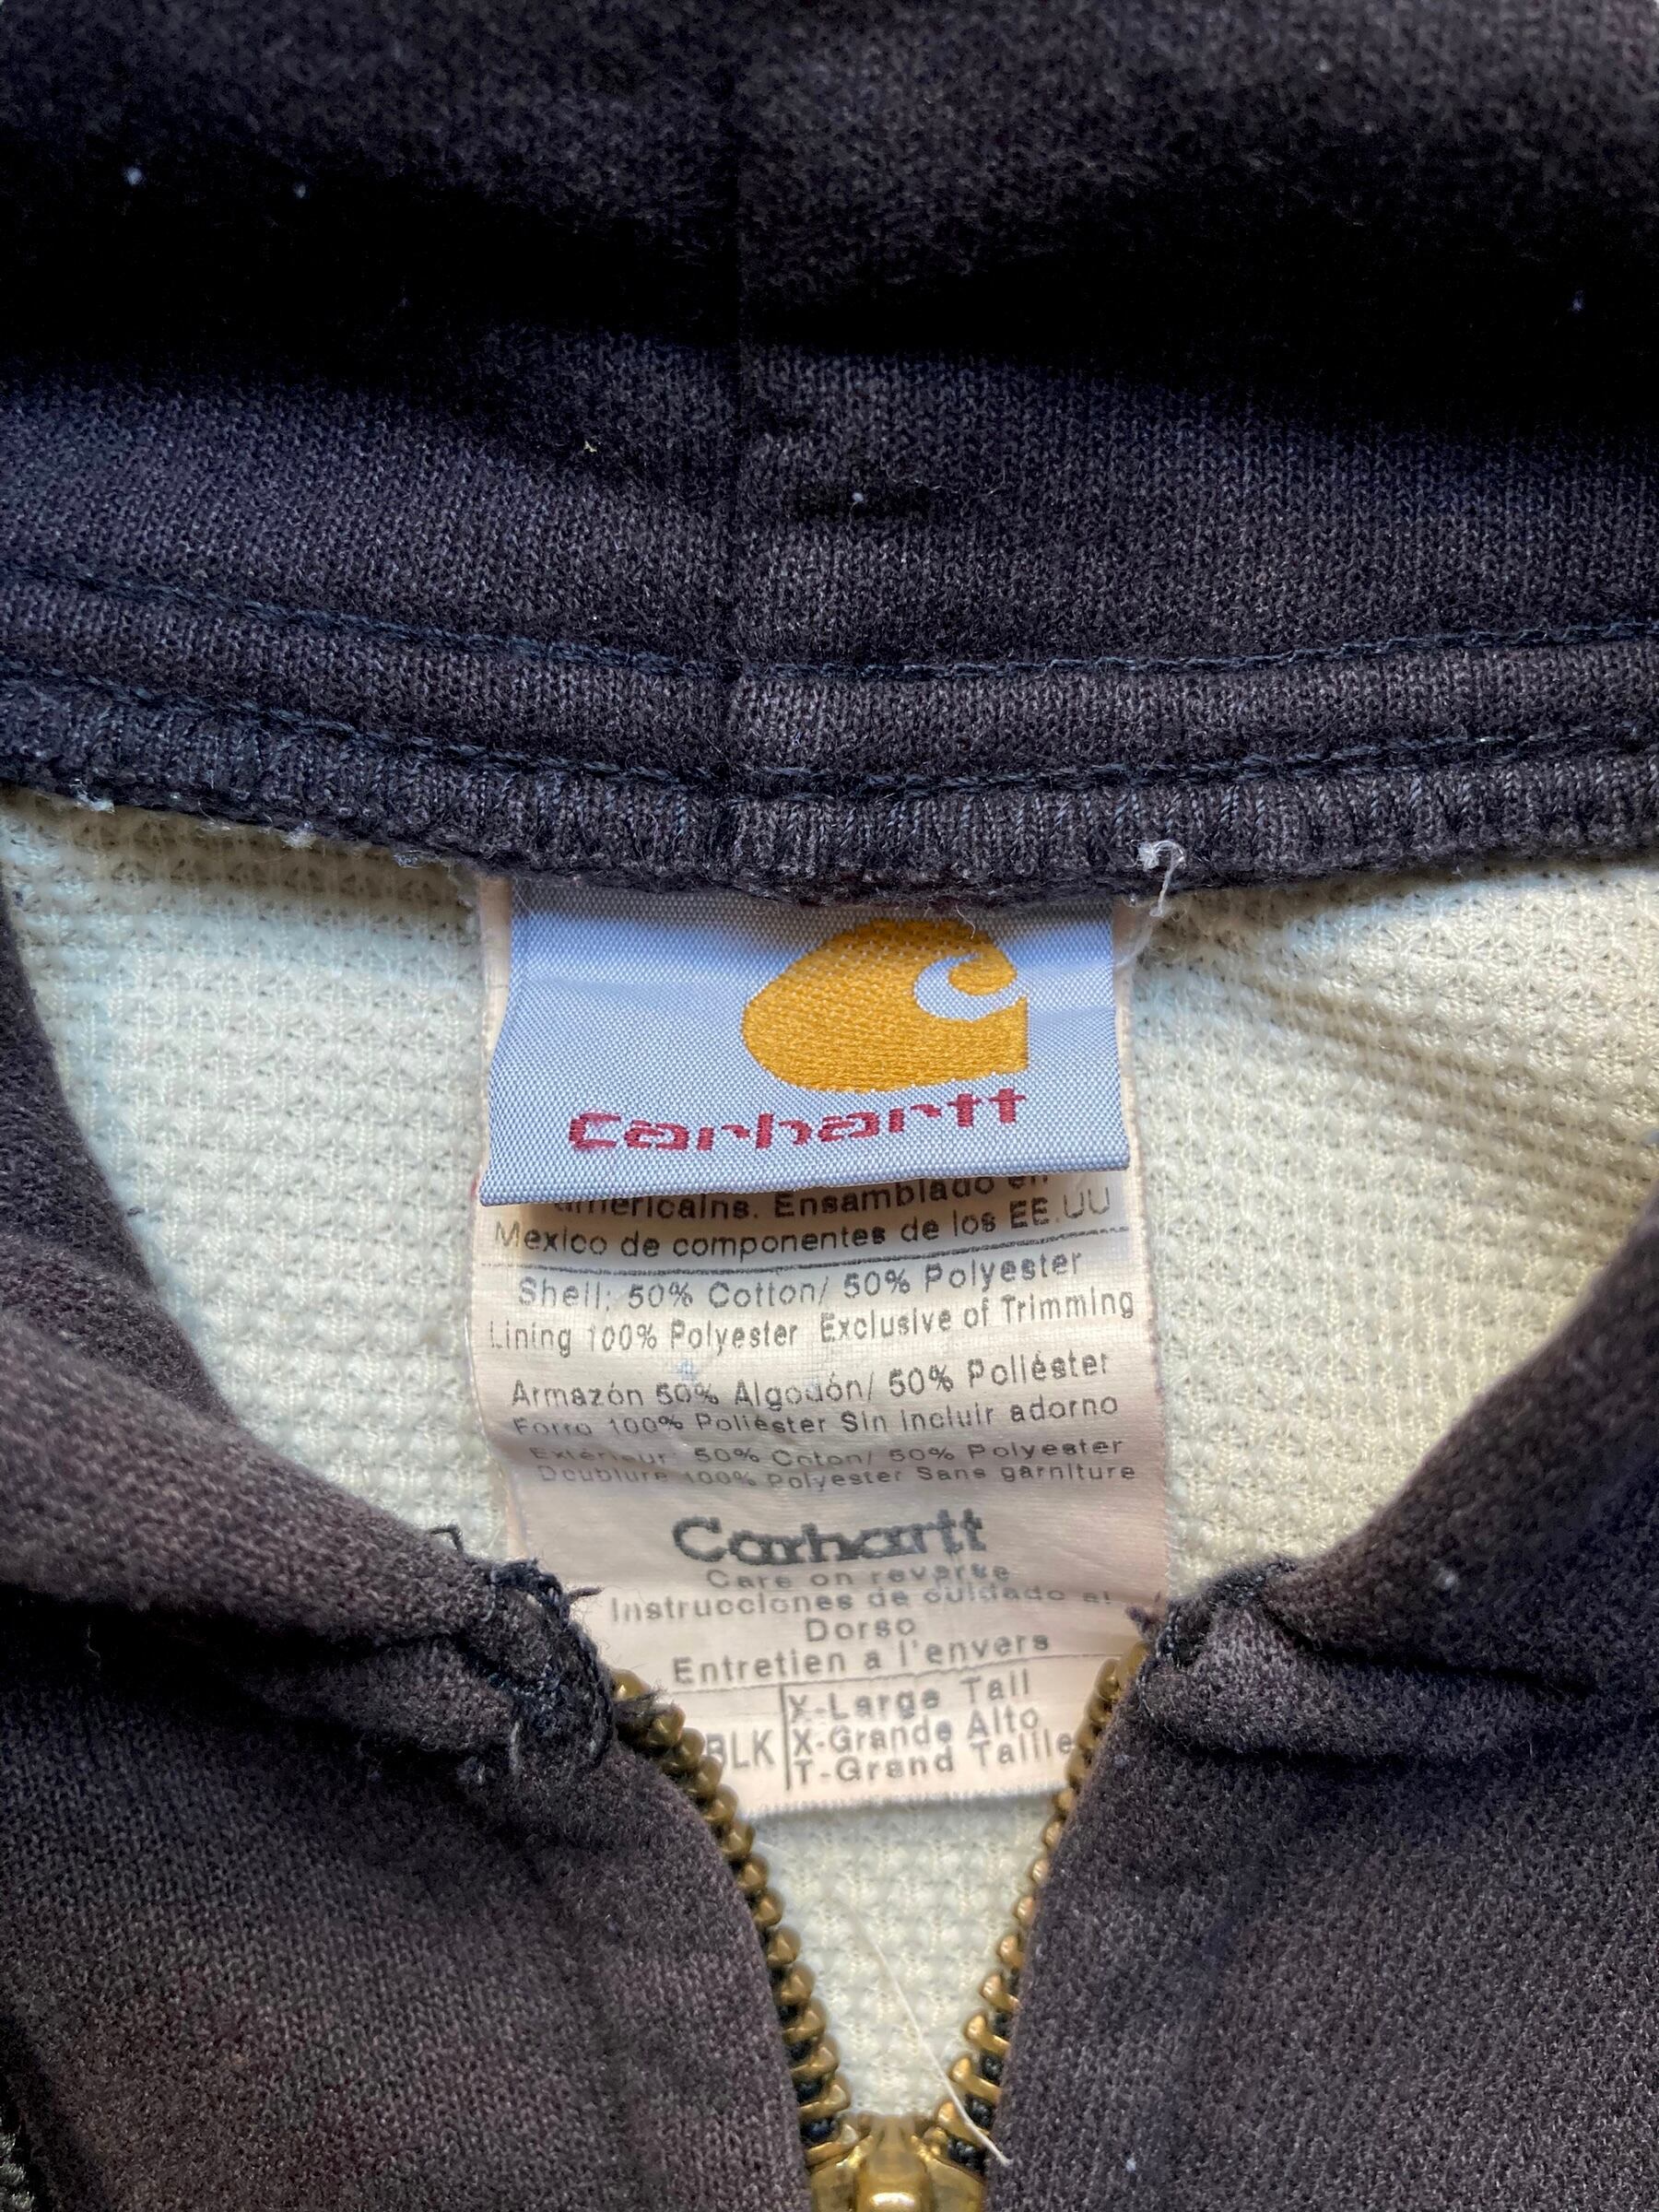 Carhartt
américains. Ensamblado en
Mexico de componentes de los EE.UU
Shell: 50% Cotton/ 50% Polyester
Lining 100% Polyester Exclusive of Trimming
Armazón 50% Algodón/ 50% Poliéster
Forro 100% Poliéster Sin incluir adorno
Extérieur 50% Coton/ 50% Polyester
Doublure 100% Polyester Sans garniture
Carhartt
Care on reverse
Instrucciones de cuidado al
Dorso
Entretien a l'envers
BLK
X-Large Tall
X-Grande Alto
T-Grand Taille